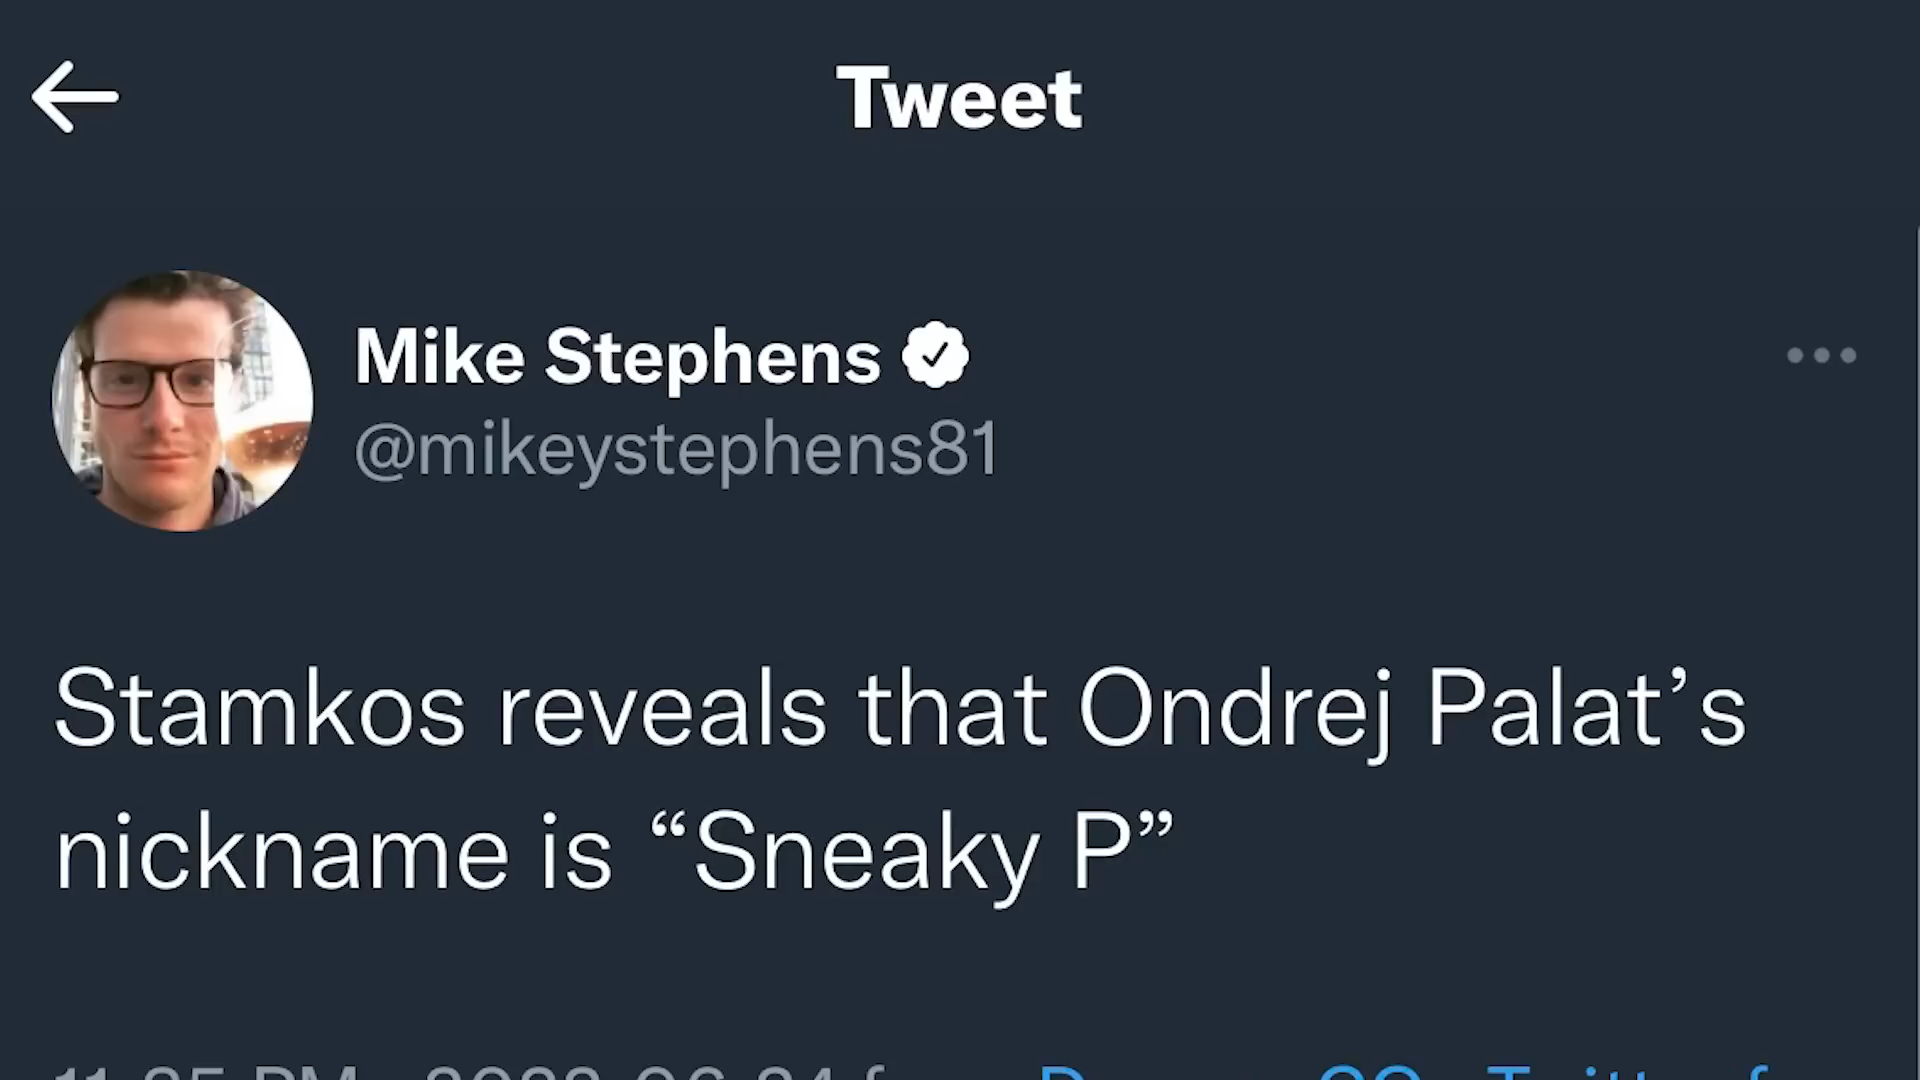 Tweet
Mike Stephens
@mikeystephens81
Stamkos reveals that Ondrej Palat’s
nickname is “Sneaky P”